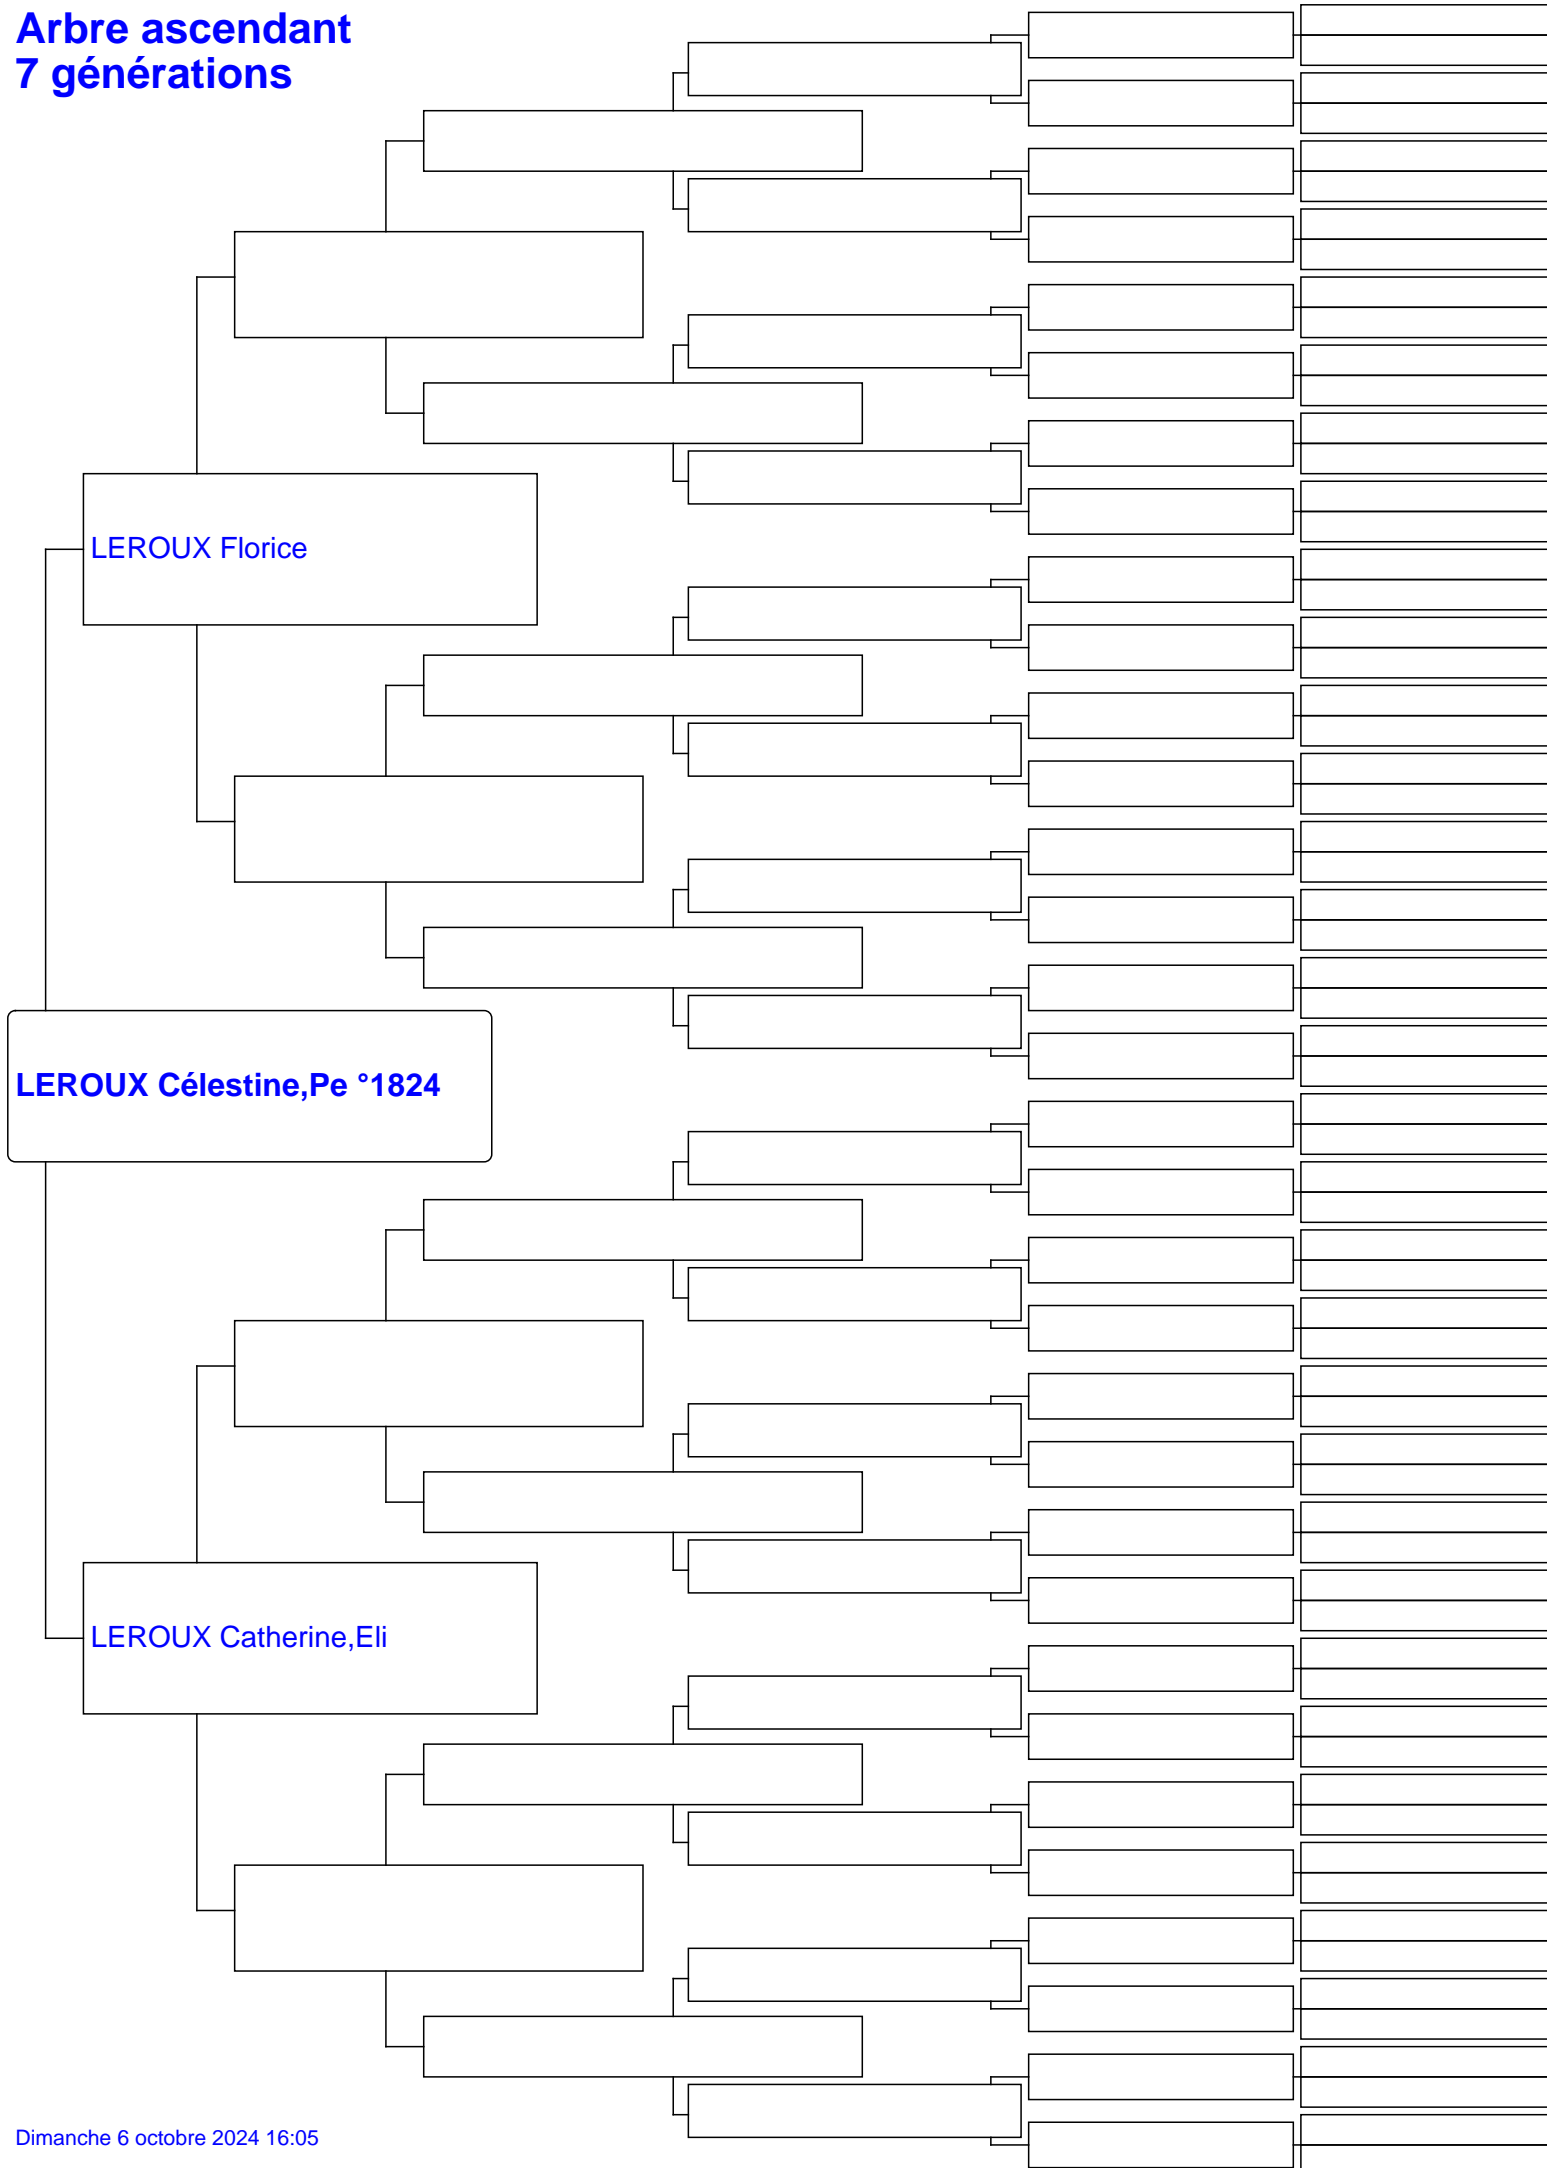 Arbre ascendant
7 générations
LEROUX Florice
LEROUX Célestine,Pe °1824
LEROUX Catherine,Eli
Dimanche 6 octobre 2024 16:05